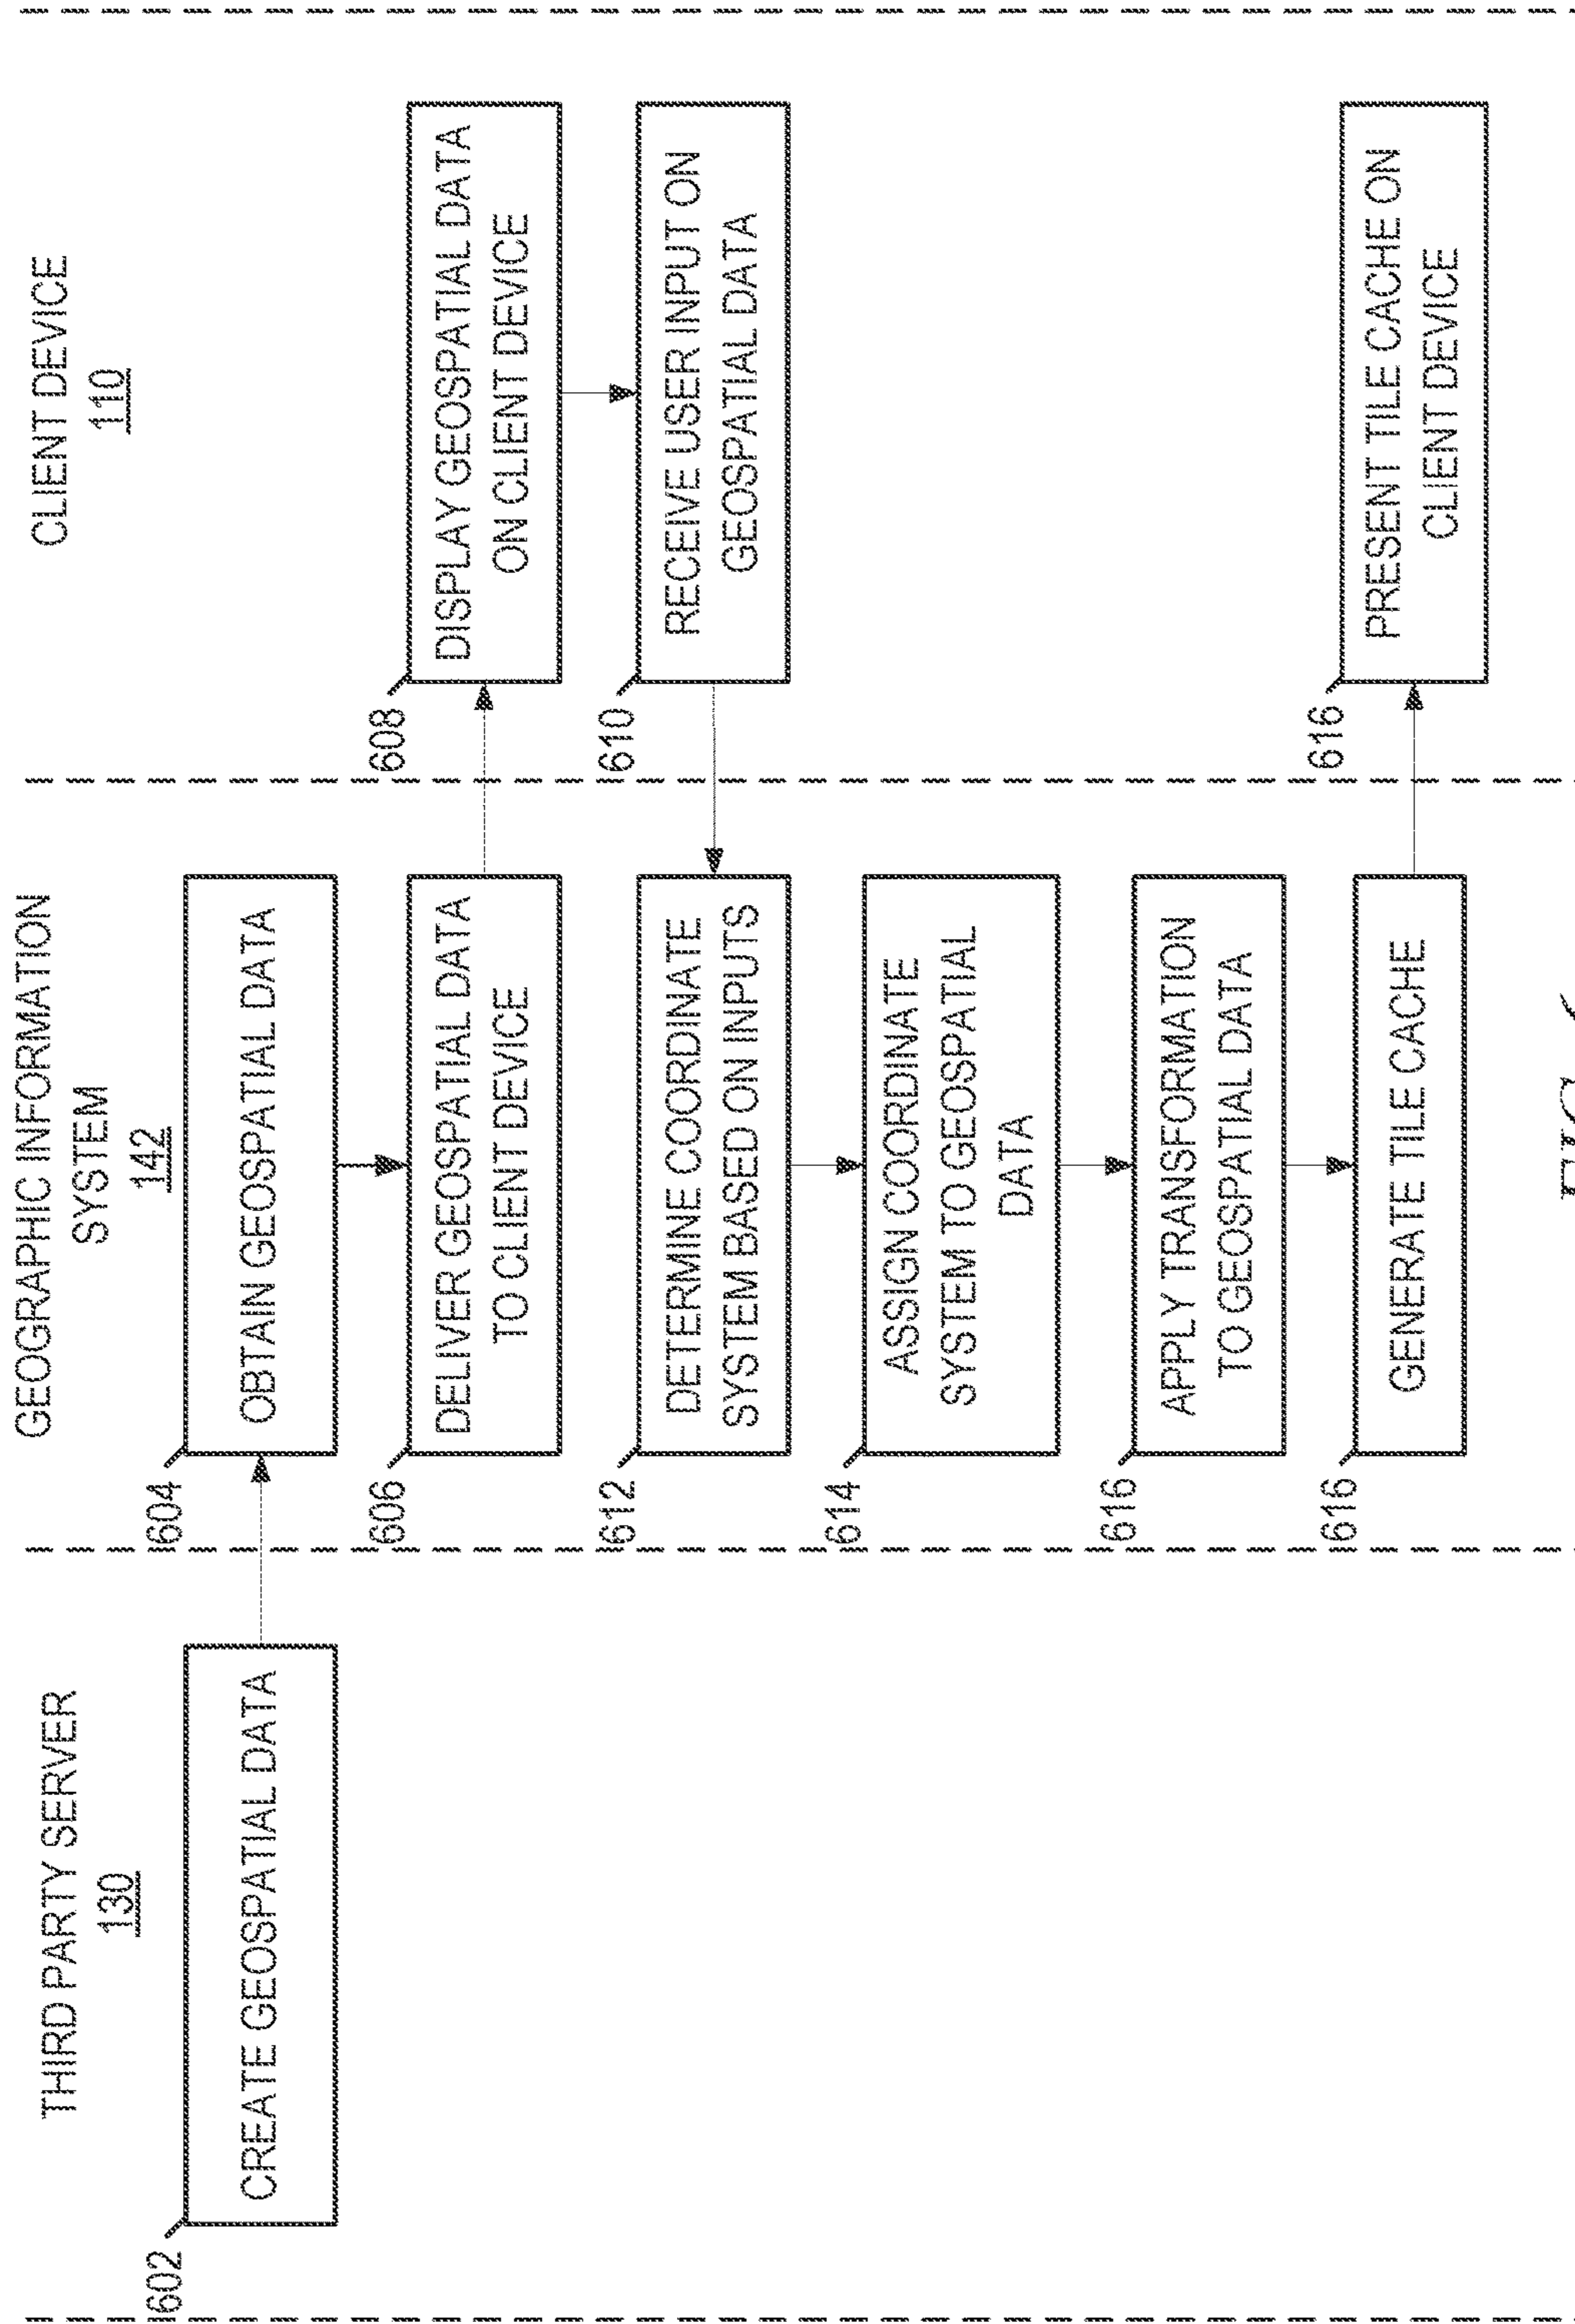 THIRD PARTY SERVER
130
GEOGRAPHIC INFORMATION
SYSTEM
142
CLIENT DEVICE
110
602
CREATE GEOSPATIAL DATA
604
OBTAIN GEOSPATIAL DATA
606
DELIVER GEOSPATIAL DATA
TO CLIENT DEVICE
608
DISPLAY GEOSPATIAL DATA
ON CLIENT DEVICE
610
RECEIVE USER INPUT ON
GEOSPATIAL DATA
612
DETERMINE COORDINATE
SYSTEM BASED ON INPUTS
614
ASSIGN COORDINATE
SYSTEM TO GEOSPATIAL
DATA
616
APPLY TRANSFORMATION
TO GEOSPATIAL DATA
616
GENERATE TILE CACHE
616
PRESENT TILE CACHE ON
CLIENT DEVICE